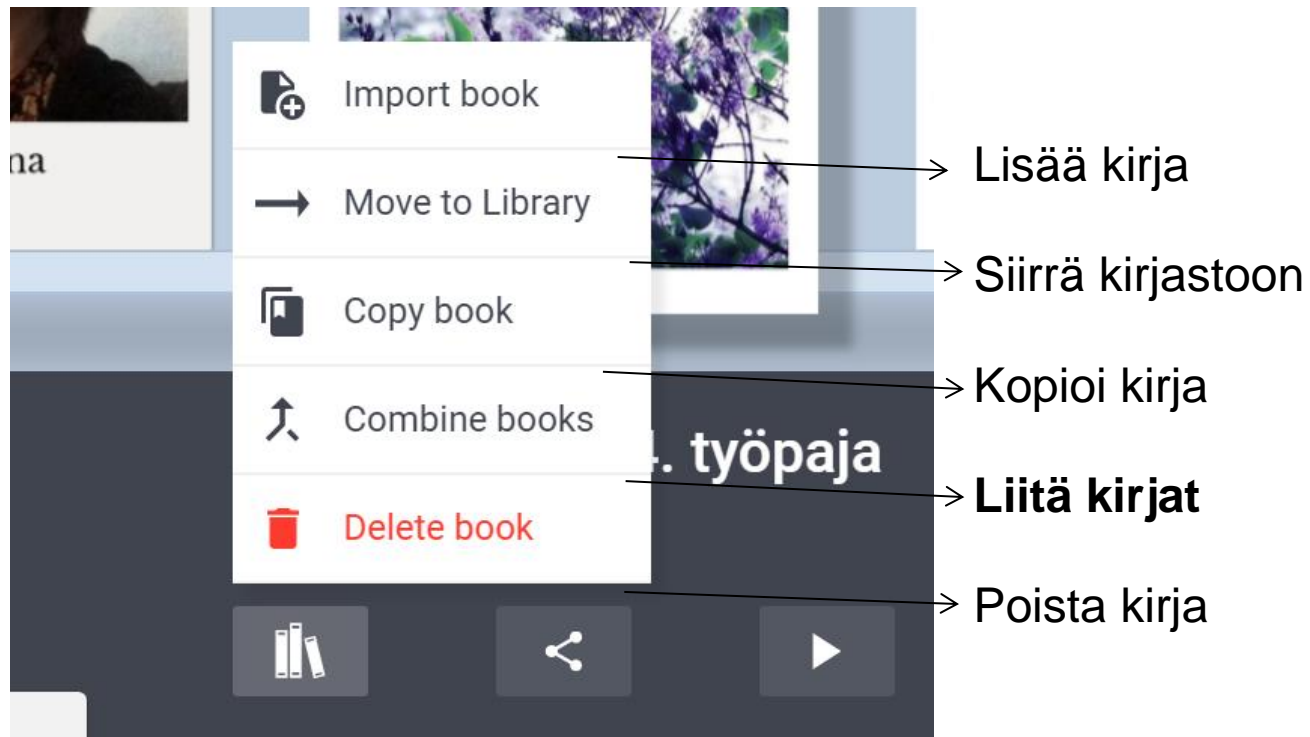 na
Import book
Move to Library
Copy book
Combine books
Delete book
4. työpaja
Lisää kirja
Siirrä kirjastoon
Kopioi kirja
Liitä kirjat
Poista kirja